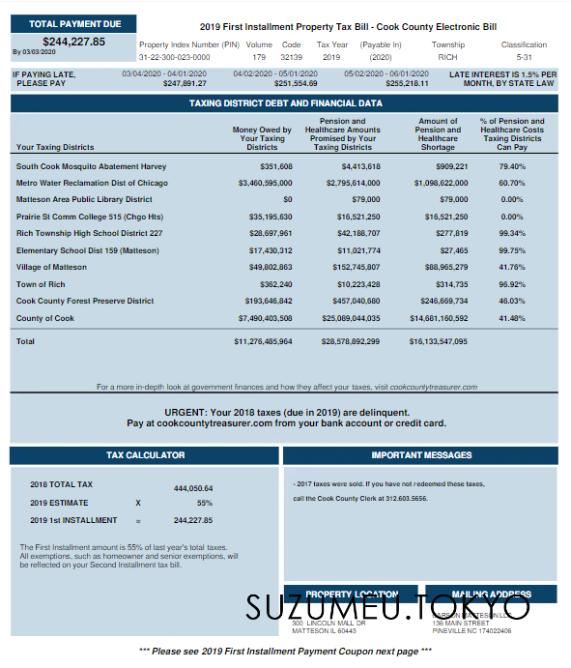 TOTAL PAYMENT DUE
$244,227.85
By 03/03/2020
2019 First Installment Property Tax Bill - Cook County Electronic Bill
Property Index Number (PIN) Volume Code Tax Year (Payable In) Township Classification
31-22-300-023-0000 179 32139 2019 (2020) RICH 5-31
IF PAYING LATE, 03/04/2020 - 04/01/2020 04/02/2020 - 05/01/2020 05/02/2020 - 06/01/2020 LATE INTEREST IS 1.5% PER
PLEASE PAY $247,891.27 $251,554.69 $255,218.11 MONTH, BY STATE LAW
TAXING DISTRICT DEBT AND FINANCIAL DATA
Your Taxing Districts Money Owed by Your Taxing Districts Pension and Healthcare Amounts Promised by Your Taxing Districts Amount of Pension and Healthcare Shortage % of Pension and Healthcare Costs Taxing Districts Can Pay
South Cook Mosquito Abatement Harvey $351,608 $4,413,618 $909,221 79.40%
Metro Water Reclamation Dist of Chicago $3,460,595,000 $2,795,614,000 $1,098,622,000 60.70%
Matteson Area Public Library District $0 $79,000 $79,000 0.00%
Prairie St Comm College 515 (Chgo Hts) $35,195,630 $16,521,250 $16,521,250 0.00%
Rich Township High School District 227 $28,697,961 $42,188,707 $277,819 99.34%
Elementary School Dist 159 (Matteson) $17,430,312 $11,021,774 $27,465 99.75%
Village of Matteson $49,802,863 $152,745,807 $88,965,279 41.76%
Town of Rich $362,240 $10,223,428 $314,735 96.92%
Cook County Forest Preserve District $193,646,842 $457,040,680 $246,669,734 46.03%
County of Cook $7,490,403,508 $25,089,044,035 $14,681,160,592 41.48%
Total $11,276,485,964 $28,578,892,299 $16,133,547,095
For a more in-depth look at government finances and how they affect your taxes, visit cookcountytreasurer.com
URGENT: Your 2018 taxes (due in 2019) are delinquent.
Pay at cookcountytreasurer.com from your bank account or credit card.
TAX CALCULATOR
2018 TOTAL TAX 444,050.64
2019 ESTIMATE X 55%
2019 1st INSTALLMENT = 244,227.85
The First Installment amount is 55% of last year's total taxes.
All exemptions, such as homeowner and senior exemptions, will
be reflected on your Second Installment tax bill.
IMPORTANT MESSAGES
- 2017 taxes were sold. If you have not redeemed these taxes,
call the Cook County Clerk at 312.603.5656.
PROPERTY LOCATION
300 LINCOLN MALL DR
MATTESON IL 60443
MAILING ADDRESS
136 MAIN STREET
PINEVILLE NC 174022406
SUZUMEU.TOKYO
*** Please see 2019 First Installment Payment Coupon next page ***